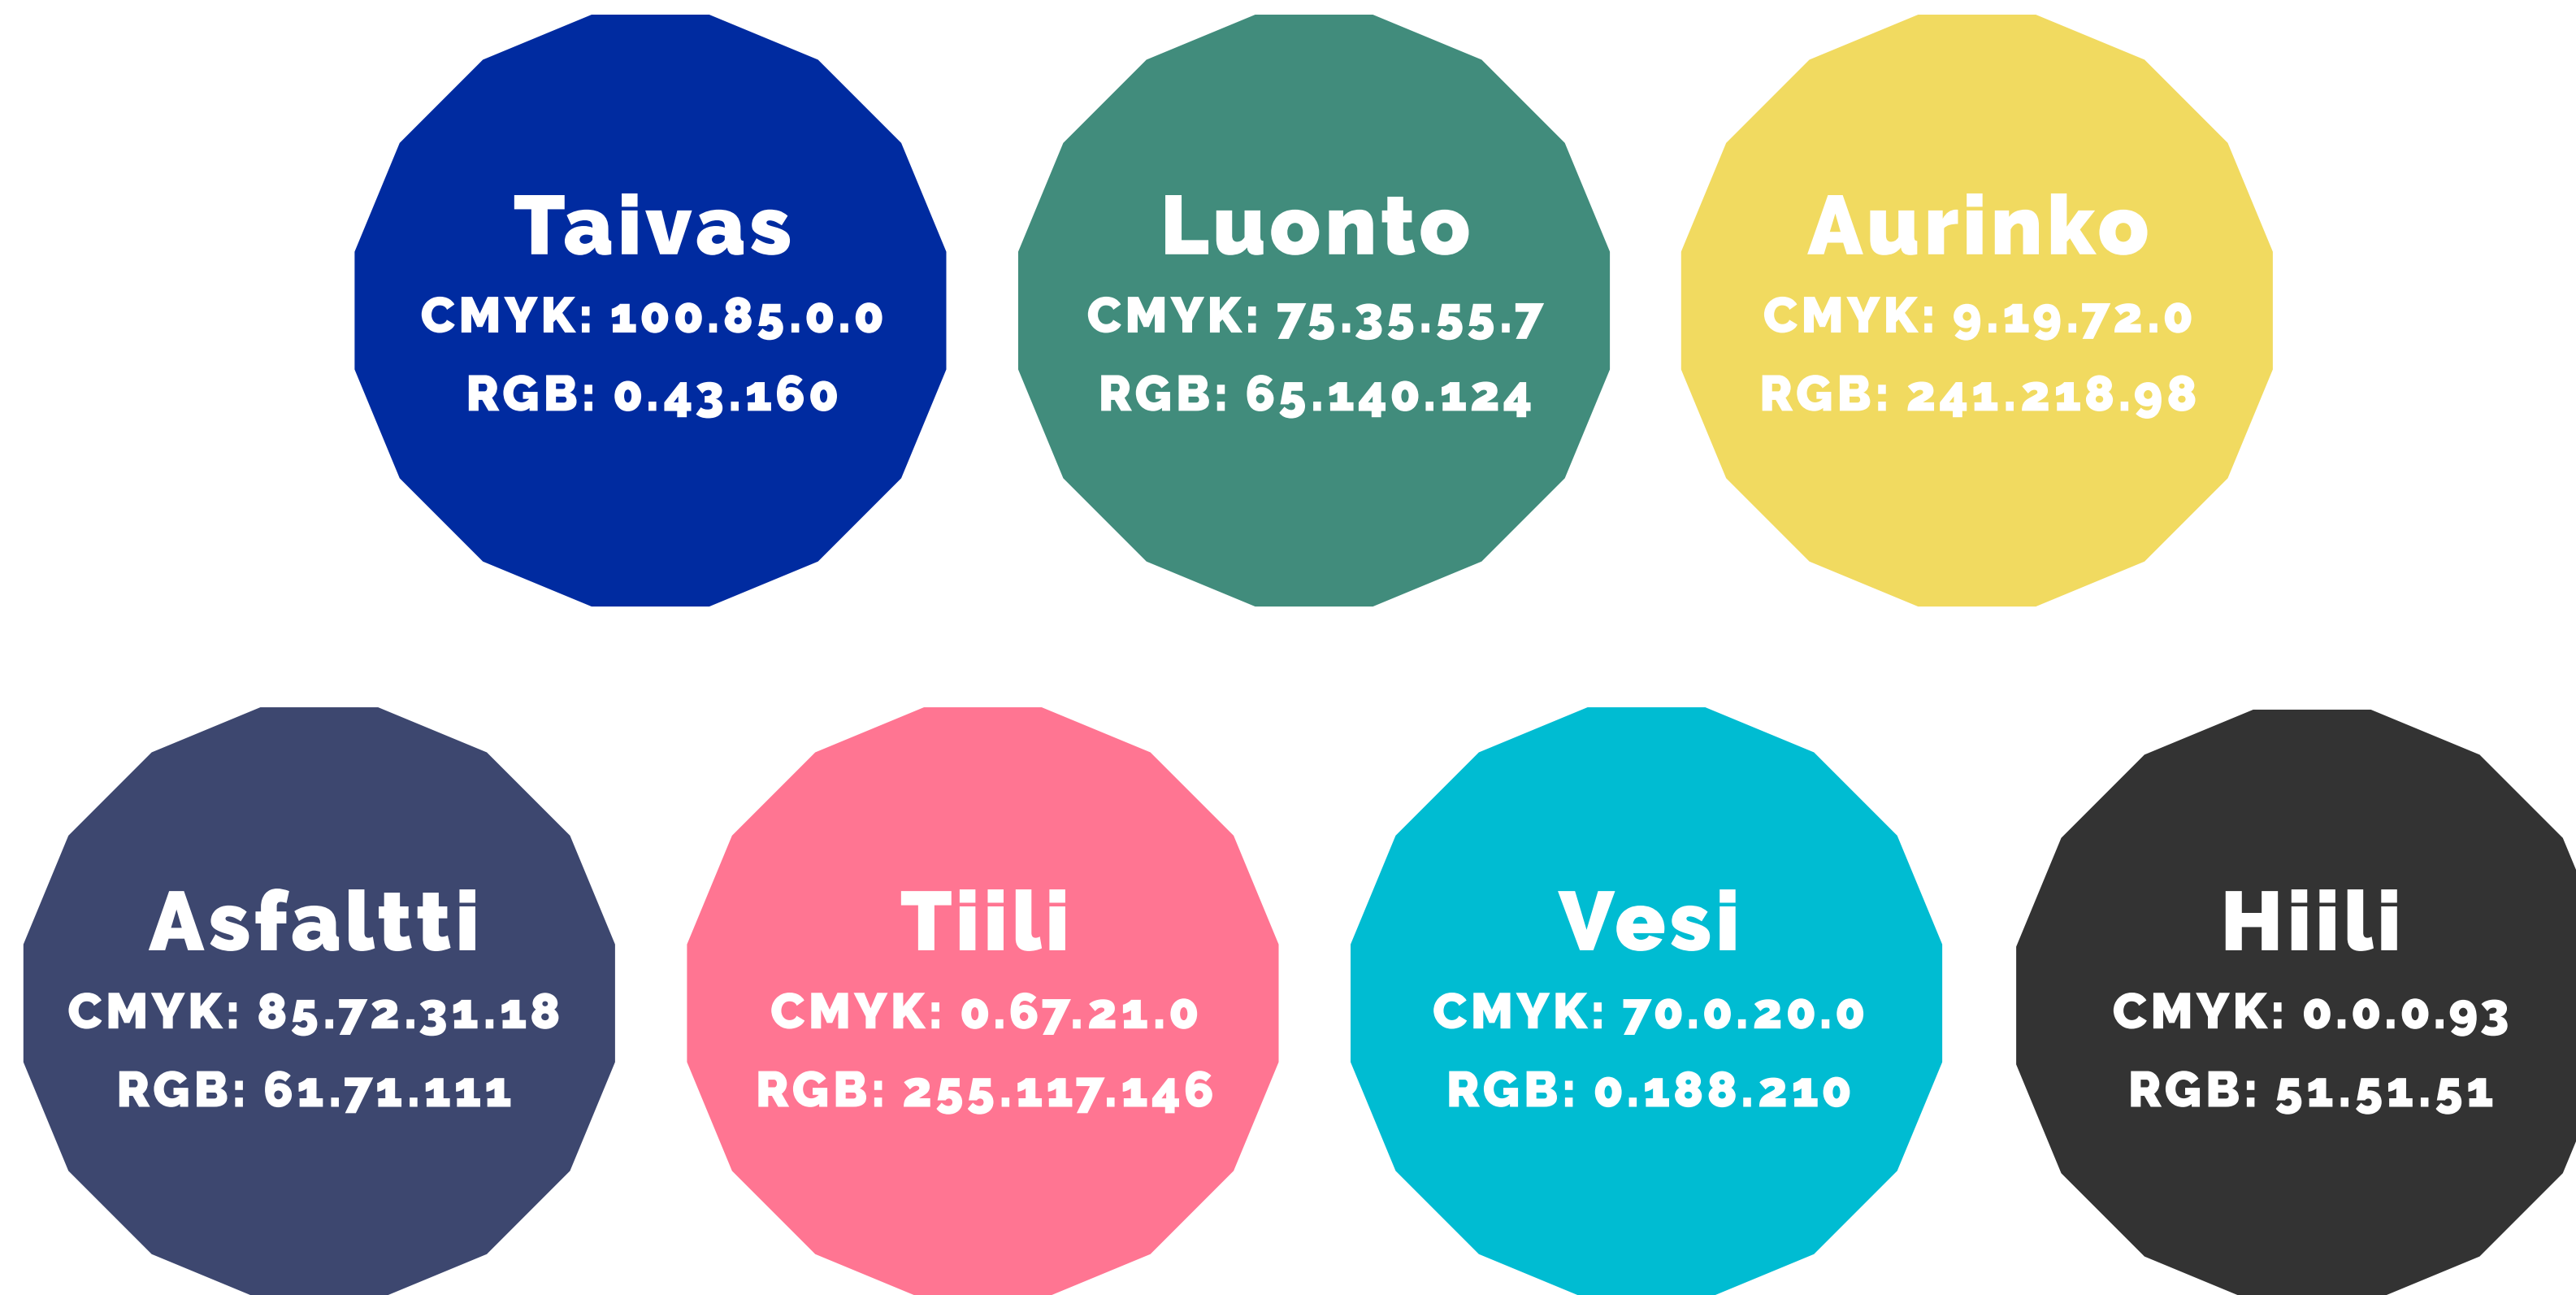 Taivas
CMYK: 100.85.0.0
RGB: 0.43.160
Luonto
CMYK: 75.35.55.7
RGB: 65.140.124
Aurinko
CMYK: 9.19.72.0
RGB: 241.218.98
Asfaltti
CMYK: 85.72.31.18
RGB: 61.71.111
Tiili
CMYK: 0.67.21.0
RGB: 255.117.146
Vesi
CMYK: 70.0.20.0
RGB: 0.188.210
Hiili
CMYK: 0.0.0.93
RGB: 51.51.51